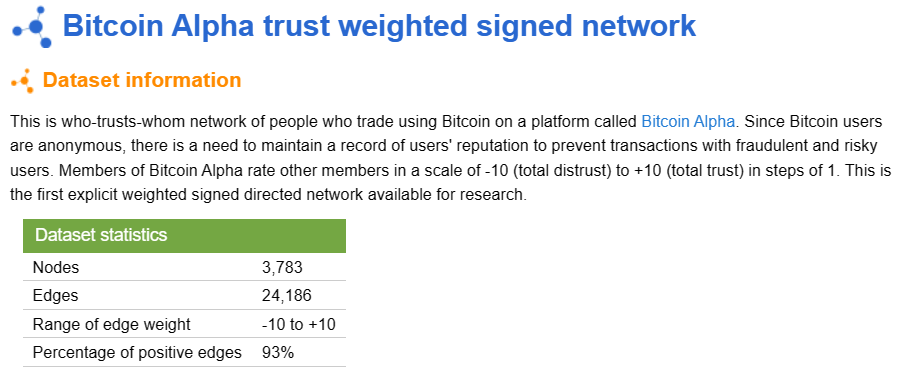 Bitcoin Alpha trust weighted signed network
Dataset information
This is who-trusts-whom network of people who trade using Bitcoin on a platform called Bitcoin Alpha. Since Bitcoin users
are anonymous, there is a need to maintain a record of users' reputation to prevent transactions with fraudulent and risky
users. Members of Bitcoin Alpha rate other members in a scale of -10 (total distrust) to +10 (total trust) in steps of 1. This is
the first explicit weighted signed directed network available for research.
Dataset statistics
Nodes 3,783
Edges 24,186
Range of edge weight -10 to +10
Percentage of positive edges 93%